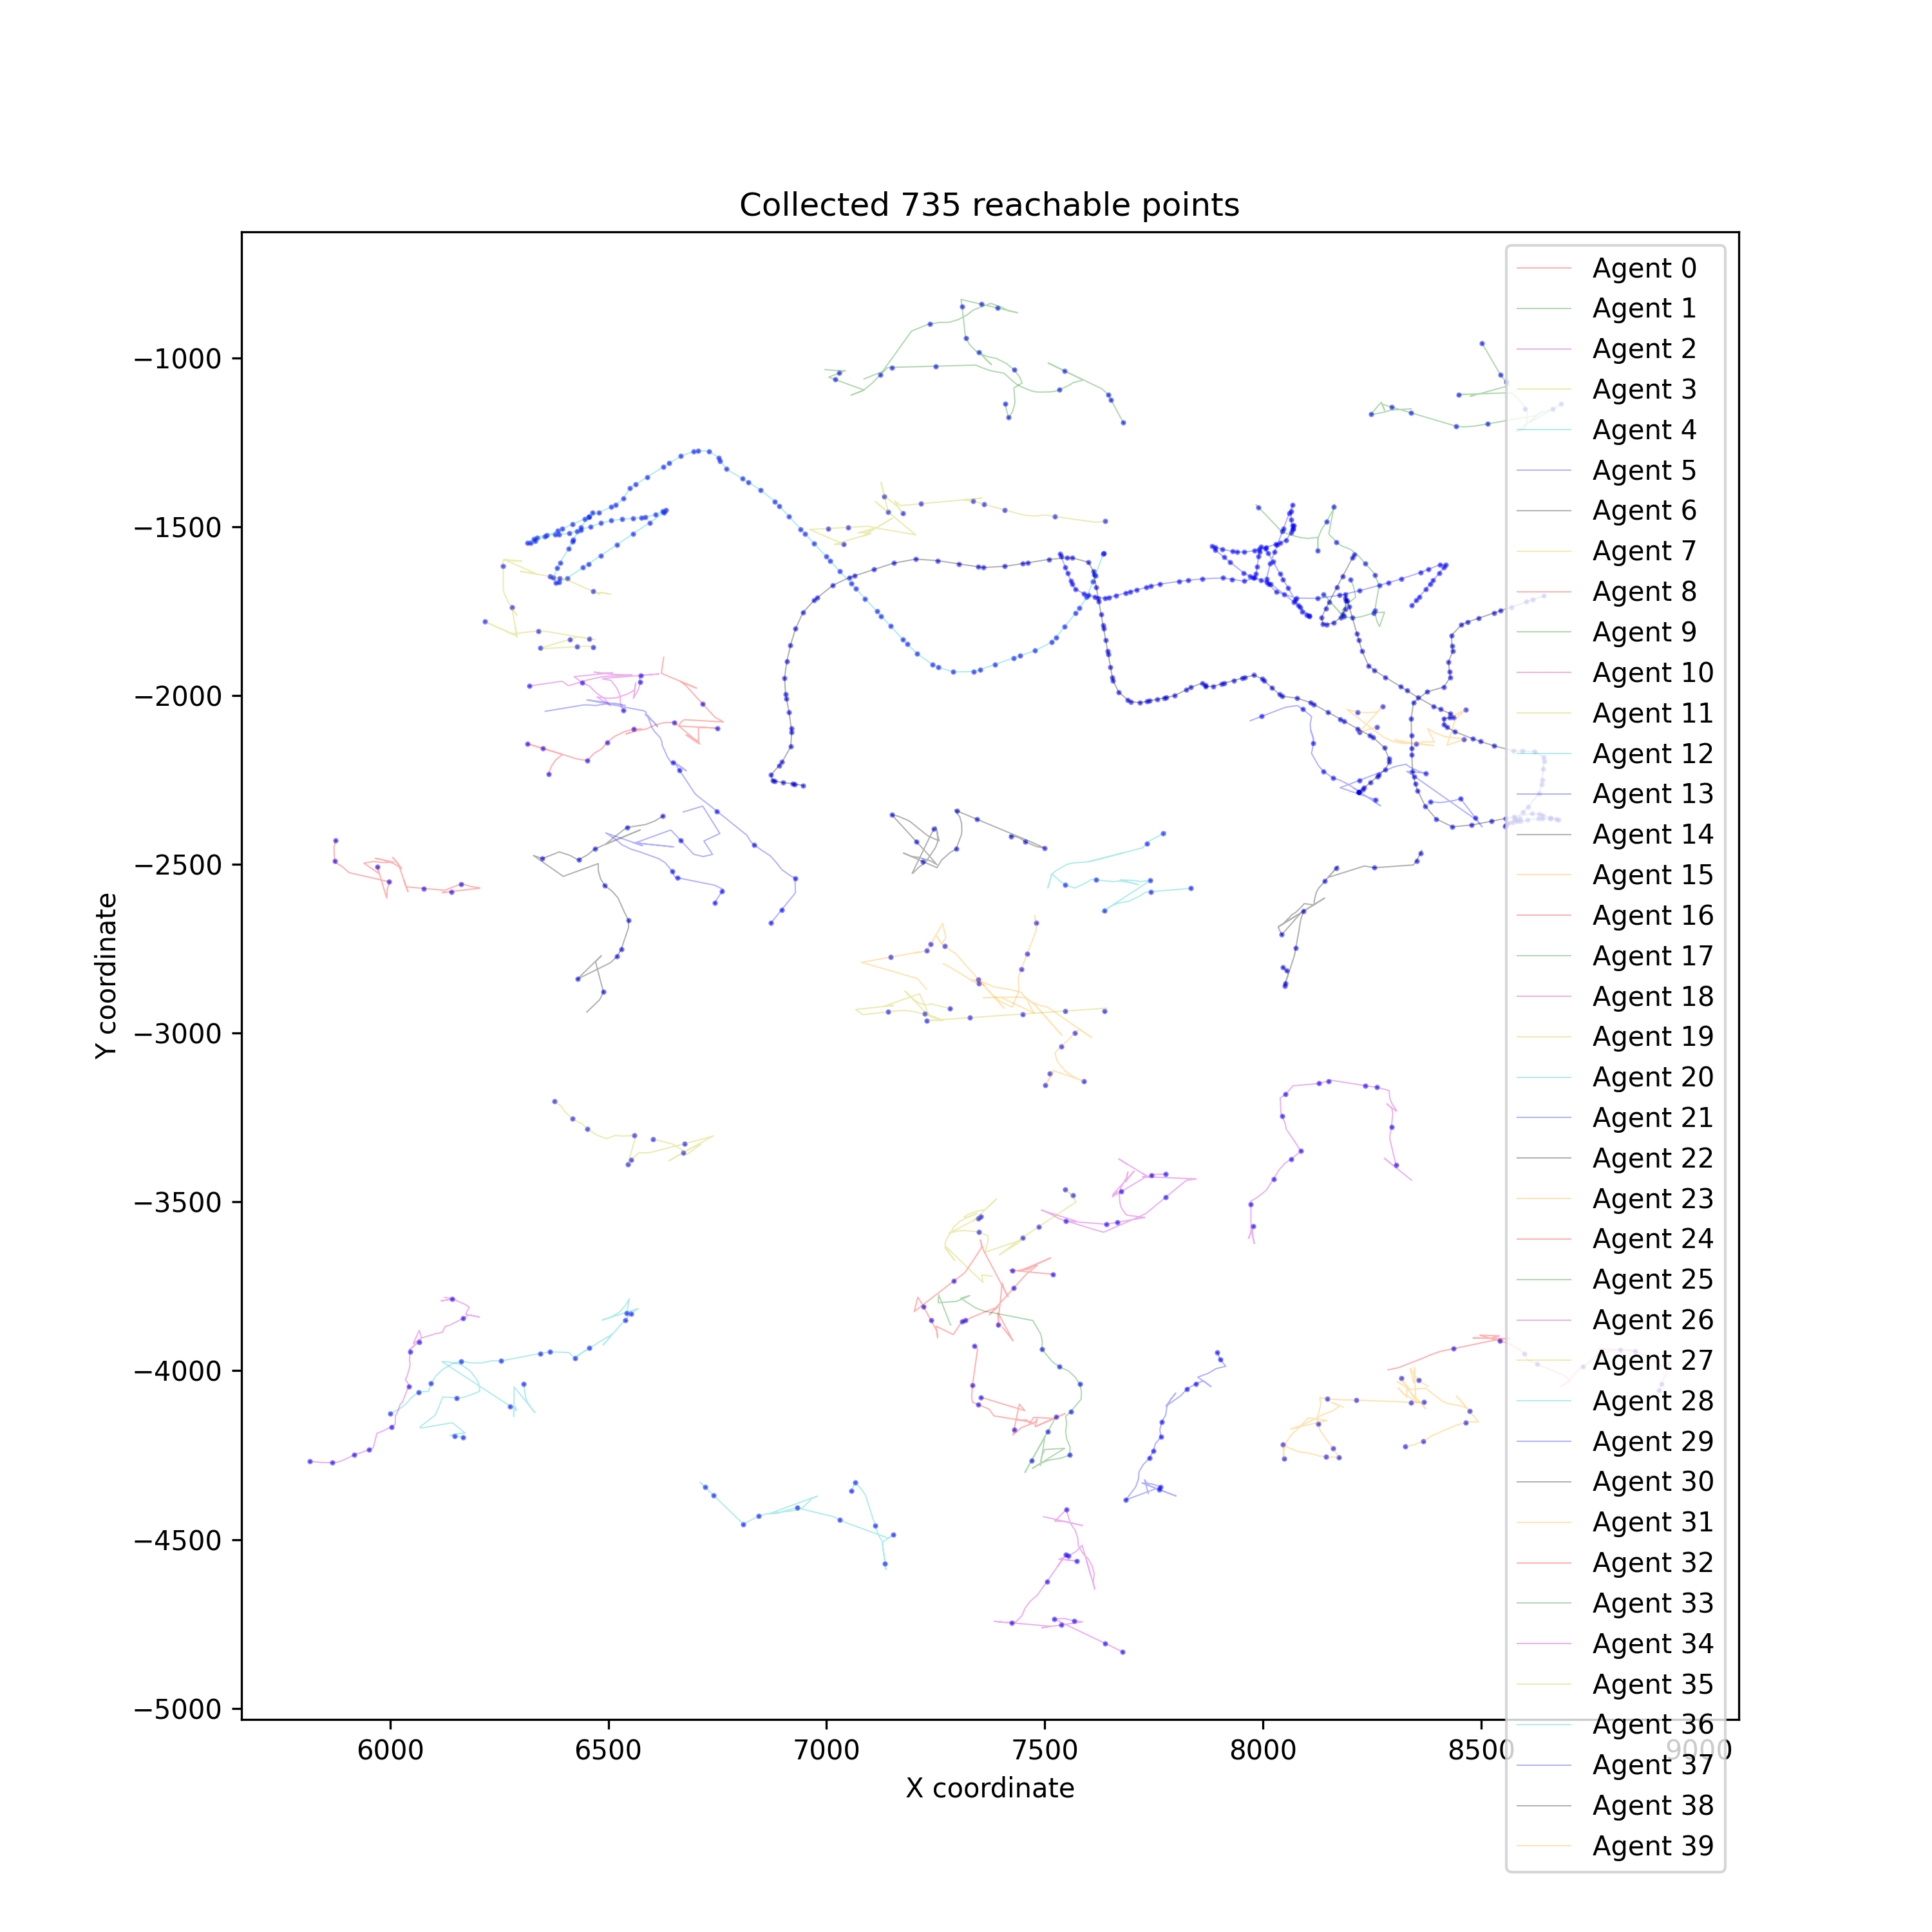 Collected 735 reachable points
Agent 0
Agent 1
Agent 2
Agent 3
Agent 4
Agent 5
Agent 6
Agent 7
Agent 8
Agent 9
Agent 10
Agent 11
Agent 12
Agent 13
Agent 14
Agent 15
Agent 16
Agent 17
Agent 18
Agent 19
Agent 20
Agent 21
Agent 22
Agent 23
Agent 24
Agent 25
Agent 26
Agent 27
Agent 28
Agent 29
Agent 30
Agent 31
Agent 32
Agent 33
Agent 34
Agent 35
Agent 36
Agent 37
Agent 38
Agent 39
−1000
−1500
−2000
−2500
−3000
−3500
−4000
−4500
−5000
Y coordinate
6000 6500 7000 7500 8000 8500 9000
X coordinate